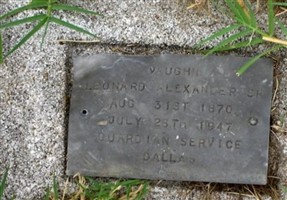 VAUGHN
LEONARD ALEXANDER SR
AUG 31ST 1870
JULY 28TH 1947
GUARDIAN SERVICE
DALLAS